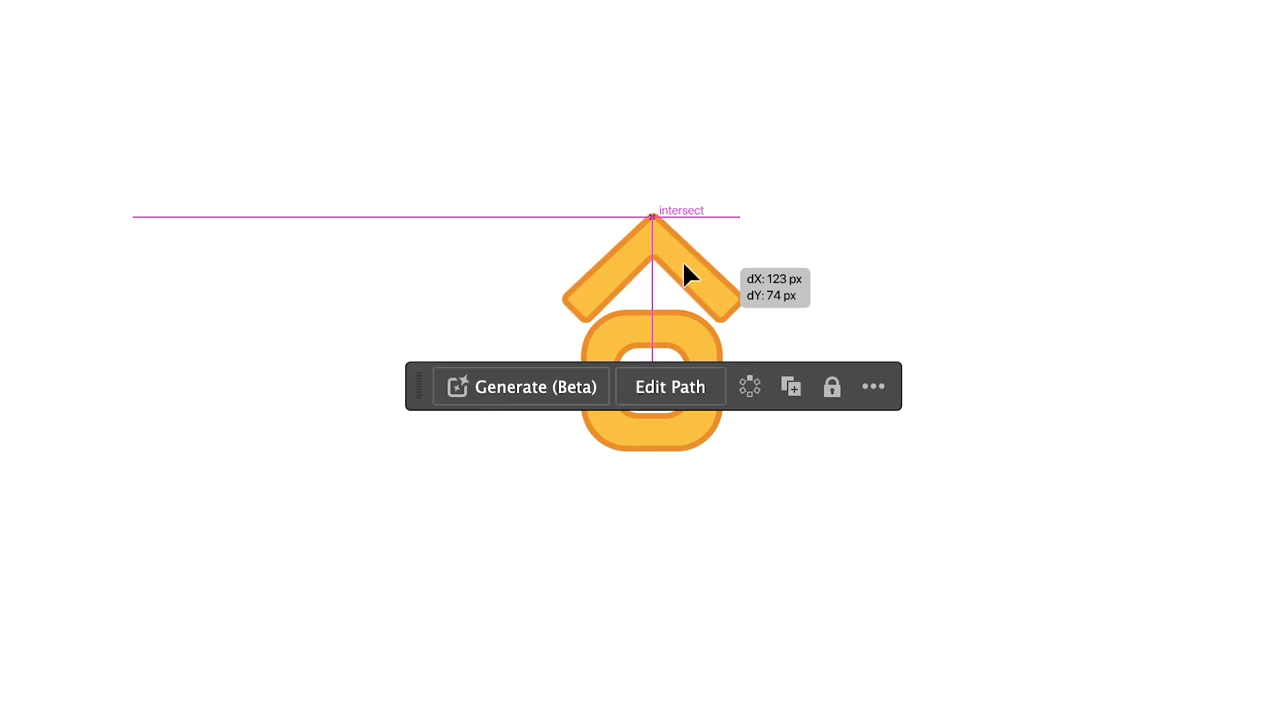 intersect
dX: 123 px
dY: 74 px
Generate (Beta)
Edit Path